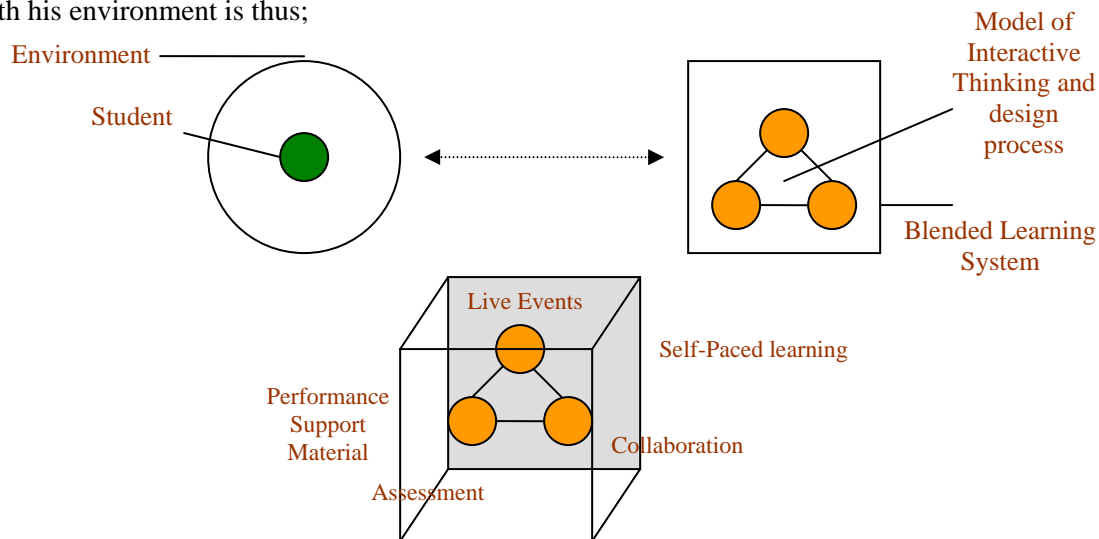 th his environment is thus;
Environment
Student
Model of
Interactive
Thinking and
design
process
Blended Learning
System
Live Events
Self-Paced learning
Performance
Support
Material
Collaboration
Assessment